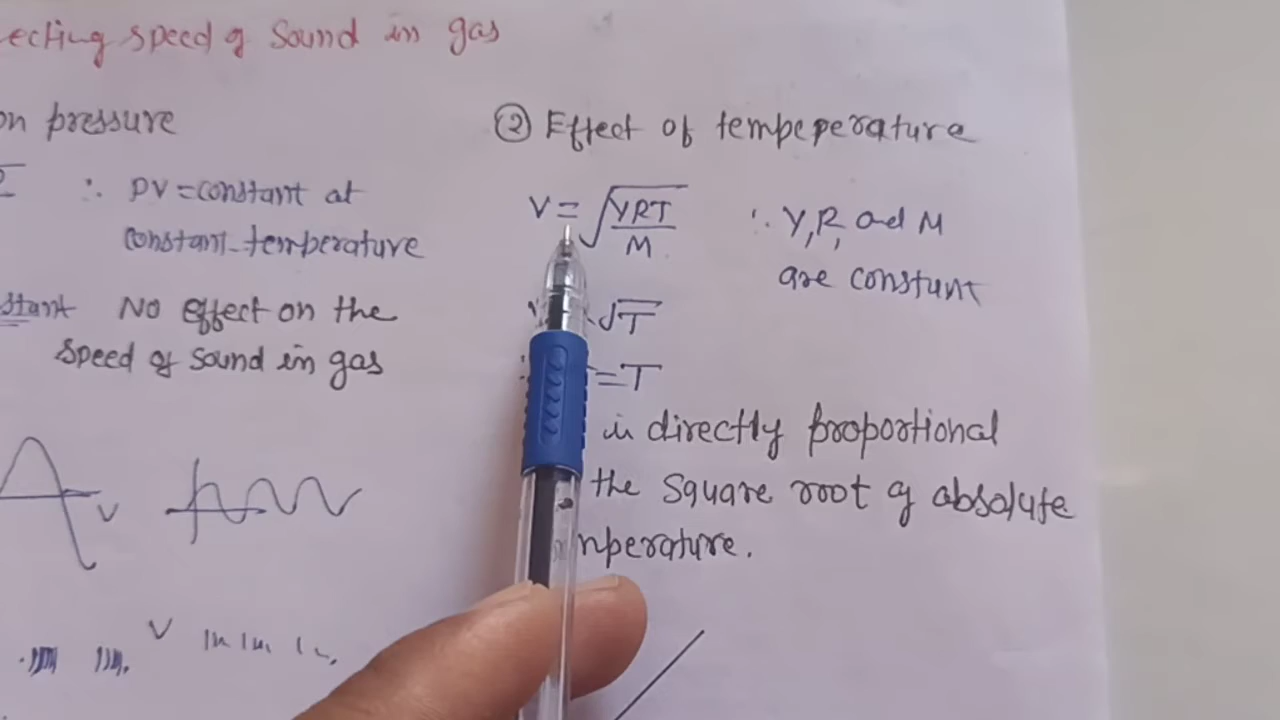 ecting speed of sound in gas
on pressure
∴ PV = constant at
constant temperature
stant No effect on the
speed of sound in gas
V
V
② Effect of tempeperature
V = √(γRT/M) ∵ γ, R, and M
are constant
√T
= T
is directly proportional
the square root of absolute
mperature.